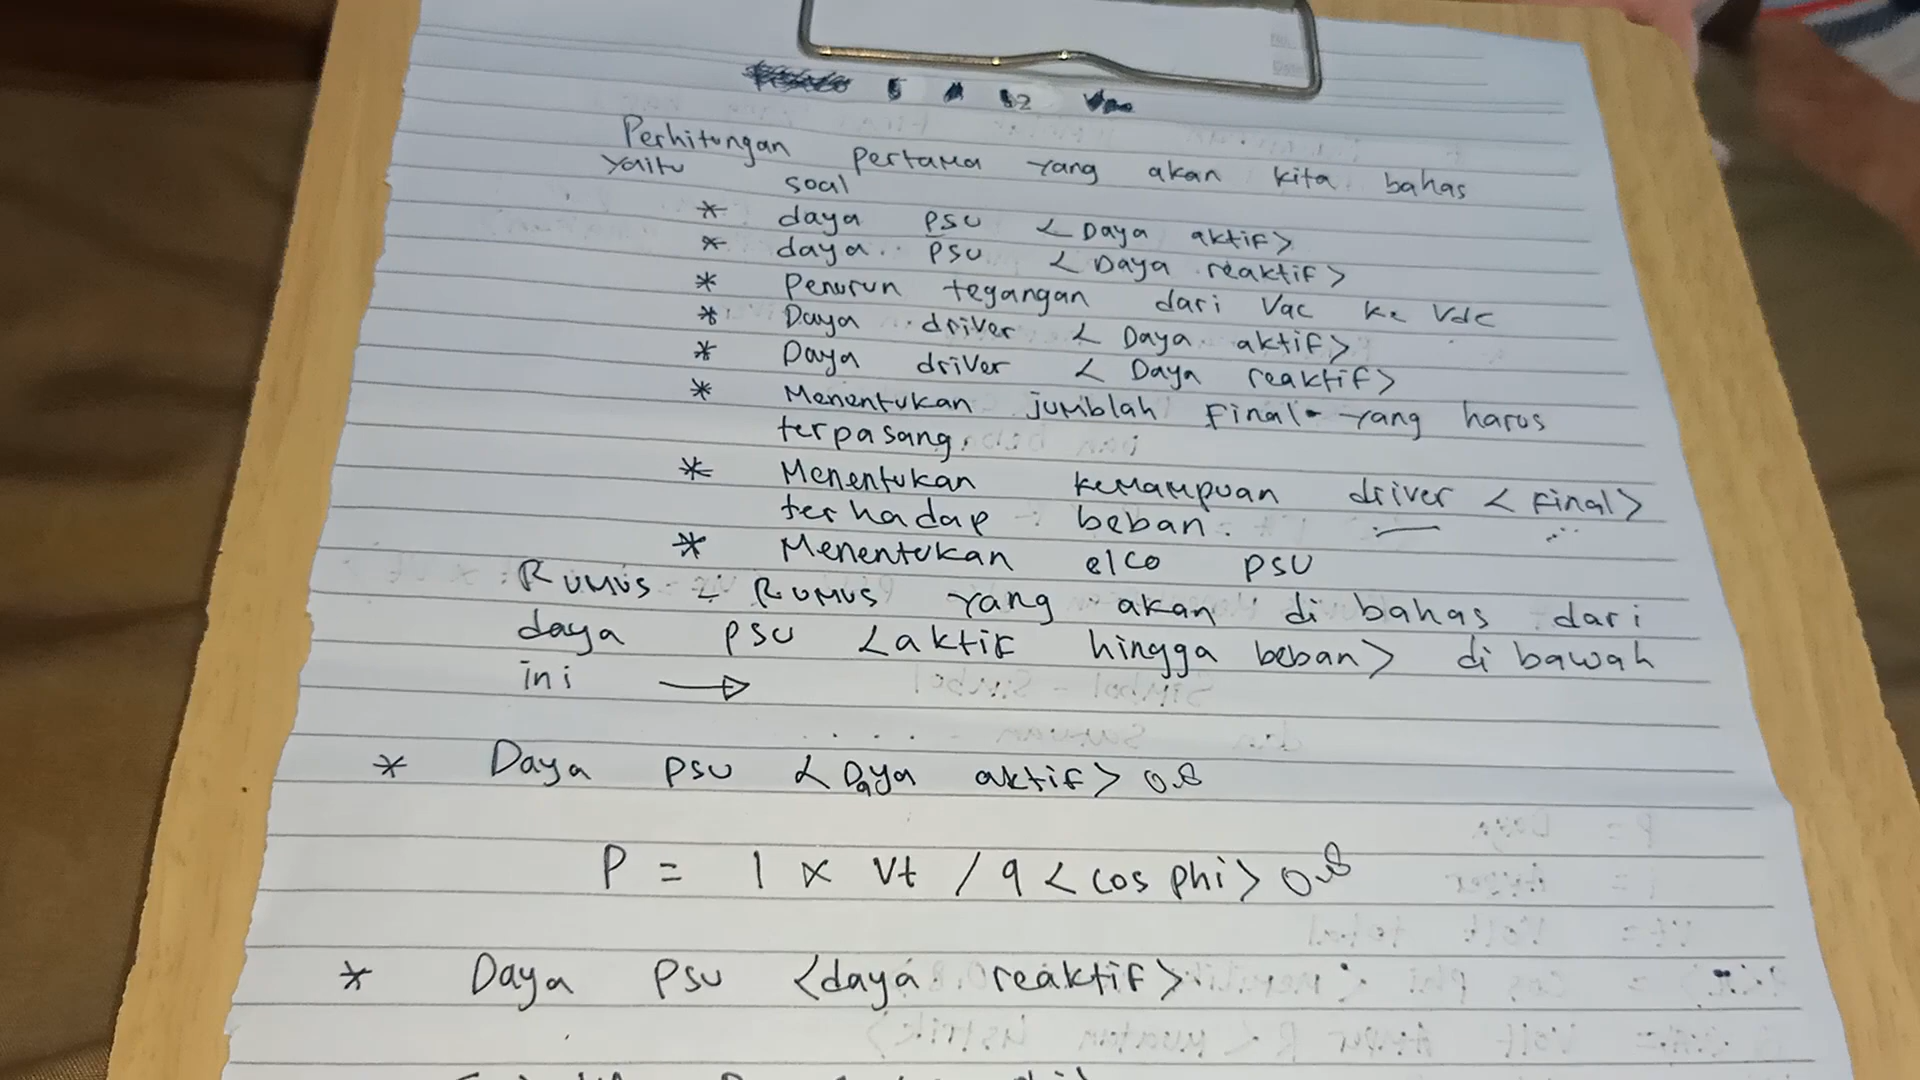 Perhitungan pertama yang akan kita bahas
yaitu soal
* daya psu < Daya aktif >
* daya psu < Daya reaktif >
* Penurun tegangan dari Vac ke Vdc
* Daya driver < Daya aktif >
* Daya driver < Daya reaktif >
* Menentukan jumblah Final yang harus
terpasang
* Menentukan kemampuan driver < Final >
terhadap beban.
* Menentukan elco psu
Rumus - Rumus yang akan di bahas dari
daya psu < aktif hingga beban > di bawah
ini →
* Daya psu < Daya aktif > 0.8
P = 1 x Vt / 9 < cos phi > 0.8
* Daya psu < daya reaktif >